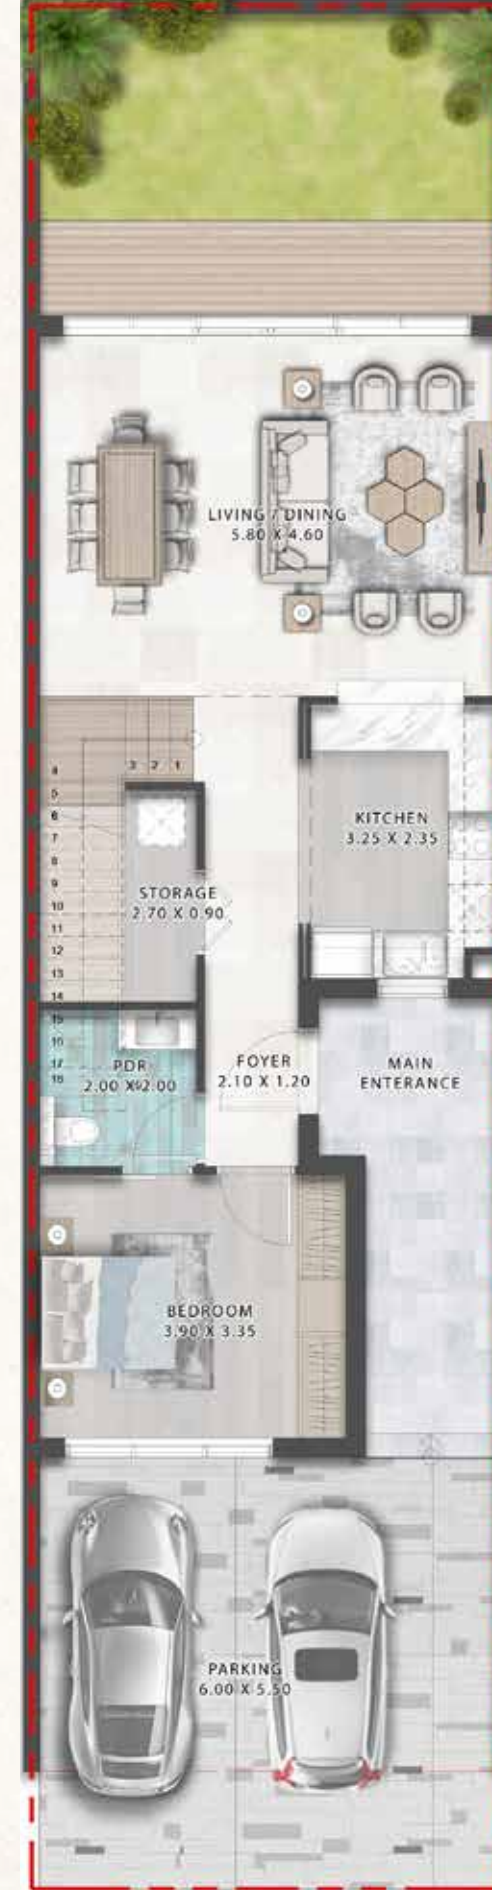 LIVING / DINING
5.80 X 4.60
3 2 1
4
5
6
7
8
9
10
11
12
13
14
15
16
17
18
KITCHEN
3.25 X 2.35
STORAGE
2.70 X 0.90
PDR
2.00 X 2.00
FOYER
2.10 X 1.20
MAIN
ENTERANCE
BEDROOM
3.90 X 3.35
PARKING
6.00 X 5.50